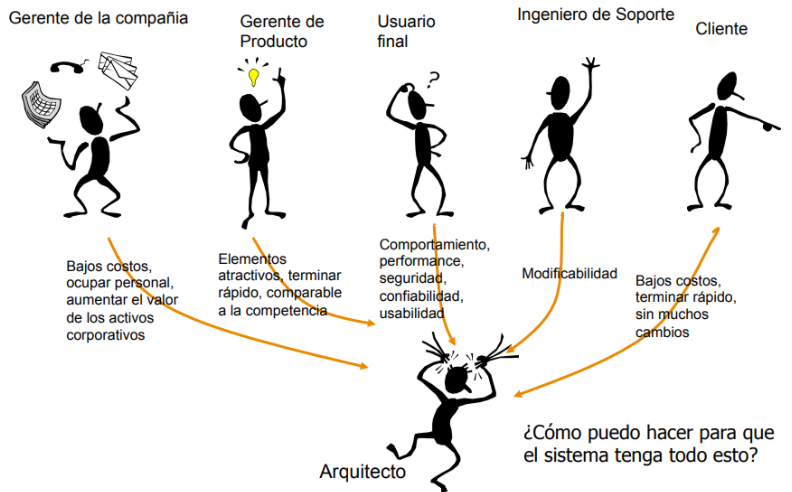 Gerente de la compañia
Gerente de
Producto
Usuario
final
Ingeniero de Soporte
Cliente
?
Bajos costos,
ocupar personal,
aumentar el valor
de los activos
corporativos
Elementos
atractivos, terminar
rápido, comparable
a la competencia
Comportamiento,
performance,
seguridad,
confiabilidad,
usabilidad
Modificabilidad
Bajos costos,
terminar rápido,
sin muchos
cambios
¿Cómo puedo hacer para que
el sistema tenga todo esto?
Arquitecto